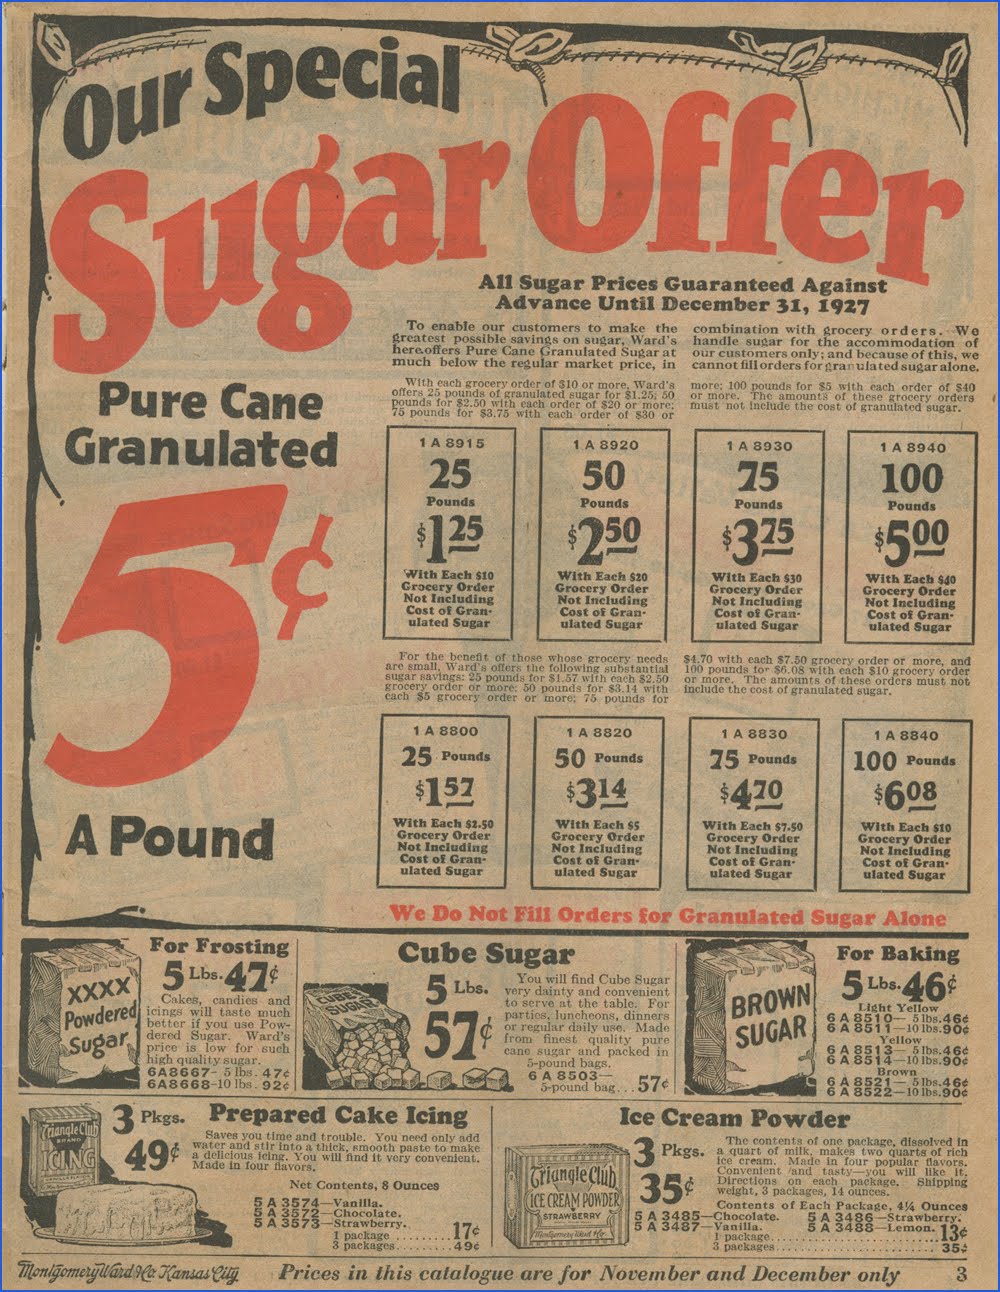 Our Special
Sugar Offer
All Sugar Prices Guaranteed Against
Advance Until December 31, 1927
To enable our customers to make the
greatest possible savings on sugar, Ward's
here offers Pure Cane Granulated Sugar at
much below the regular market price, in
combination with grocery orders. We
handle sugar for the accommodation of
our customers only; and because of this, we
cannot fill orders for granulated sugar alone.
With each grocery order of $10 or more, Ward's
offers 25 pounds of granulated sugar for $1.25; 50
pounds for $2.50 with each order of $20 or more;
75 pounds for $3.75 with each order of $30 or
more; 100 pounds for $5 with each order of $40
or more. The amounts of these grocery orders
must not include the cost of granulated sugar.
Pure Cane
Granulated
5¢
A Pound
1 A 8915
25
Pounds
$1.25
With Each $10
Grocery Order
Not Including
Cost of Gran-
ulated Sugar
1 A 8920
50
Pounds
$2.50
With Each $20
Grocery Order
Not Including
Cost of Gran-
ulated Sugar
1 A 8930
75
Pounds
$3.75
With Each $30
Grocery Order
Not Including
Cost of Gran-
ulated Sugar
1 A 8940
100
Pounds
$5.00
With Each $40
Grocery Order
Not Including
Cost of Gran-
ulated Sugar
For the benefit of those whose grocery needs
are small, Ward's offers the following substantial
sugar savings: 25 pounds for $1.57 with each $2.50
grocery order or more; 50 pounds for $3.14 with
each $5 grocery order or more; 75 pounds for
$4.70 with each $7.50 grocery order or more, and
100 pounds for $6.08 with each $10 grocery order
or more. The amounts of these orders must not
include the cost of granulated sugar.
1 A 8800
25 Pounds
$1.57
With Each $2.50
Grocery Order
Not Including
Cost of Gran-
ulated Sugar
1 A 8820
50 Pounds
$3.14
With Each $5
Grocery Order
Not Including
Cost of Gran-
ulated Sugar
1 A 8830
75 Pounds
$4.70
With Each $7.50
Grocery Order
Not Including
Cost of Gran-
ulated Sugar
1 A 8840
100 Pounds
$6.08
With Each $10
Grocery Order
Not Including
Cost of Gran-
ulated Sugar
We Do Not Fill Orders for Granulated Sugar Alone
XXXX
Powdered
Sugar
For Frosting
5 Lbs. 47¢
Cakes, candies and
icings will taste much
better if you use Pow-
dered Sugar. Ward's
price is low for such
high quality sugar.
6A8667— 5 lbs. 47¢
6A8668—10 lbs. 92¢
Cube Sugar
CUBE
SUGAR
5 Lbs.
57¢
You will find Cube Sugar
very dainty and convenient
to serve at the table. For
parties, luncheons, dinners
or regular daily use. Made
from finest quality pure
cane sugar and packed in
5-pound bags.
6 A 8503—
5-pound bag...57¢
BROWN
SUGAR
For Baking
5 Lbs. 46¢
Light Yellow
6 A 8510— 5 lbs. 46¢
6 A 8511—10 lbs. 90¢
Yellow
6 A 8513— 5 lbs. 46¢
6 A 8514—10 lbs. 90¢
Brown
6 A 8521— 5 lbs. 46¢
6 A 8522—10 lbs. 90¢
Triangle Club
BRAND
ICING
3 Pkgs.
49¢
Prepared Cake Icing
Saves you time and trouble. You need only add
water and stir into a thick, smooth paste to make
a delicious icing. You will find it very convenient.
Made in four flavors.
Net Contents, 8 Ounces
5 A 3574—Vanilla.
5 A 3572—Chocolate.
5 A 3573—Strawberry.
1 package..........17¢
3 packages..........49¢
Ice Cream Powder
Triangle Club
ICE CREAM POWDER
STRAWBERRY
Montgomery Ward & Co.
3 Pkgs.
35¢
The contents of one package, dissolved in
a quart of milk, makes two quarts of rich
ice cream. Made in four popular flavors.
Convenient and tasty—you will like it.
Directions on each package. Shipping
weight, 3 packages, 14 ounces.
Contents of Each Package, 4¼ Ounces
5 A 3485—Chocolate. 5 A 3486—Strawberry.
5 A 3487—Vanilla. 5 A 3488—Lemon.
1 package..............................13¢
3 packages..............................35¢
Montgomery Ward & Co. Kansas City
Prices in this catalogue are for November and December only
3